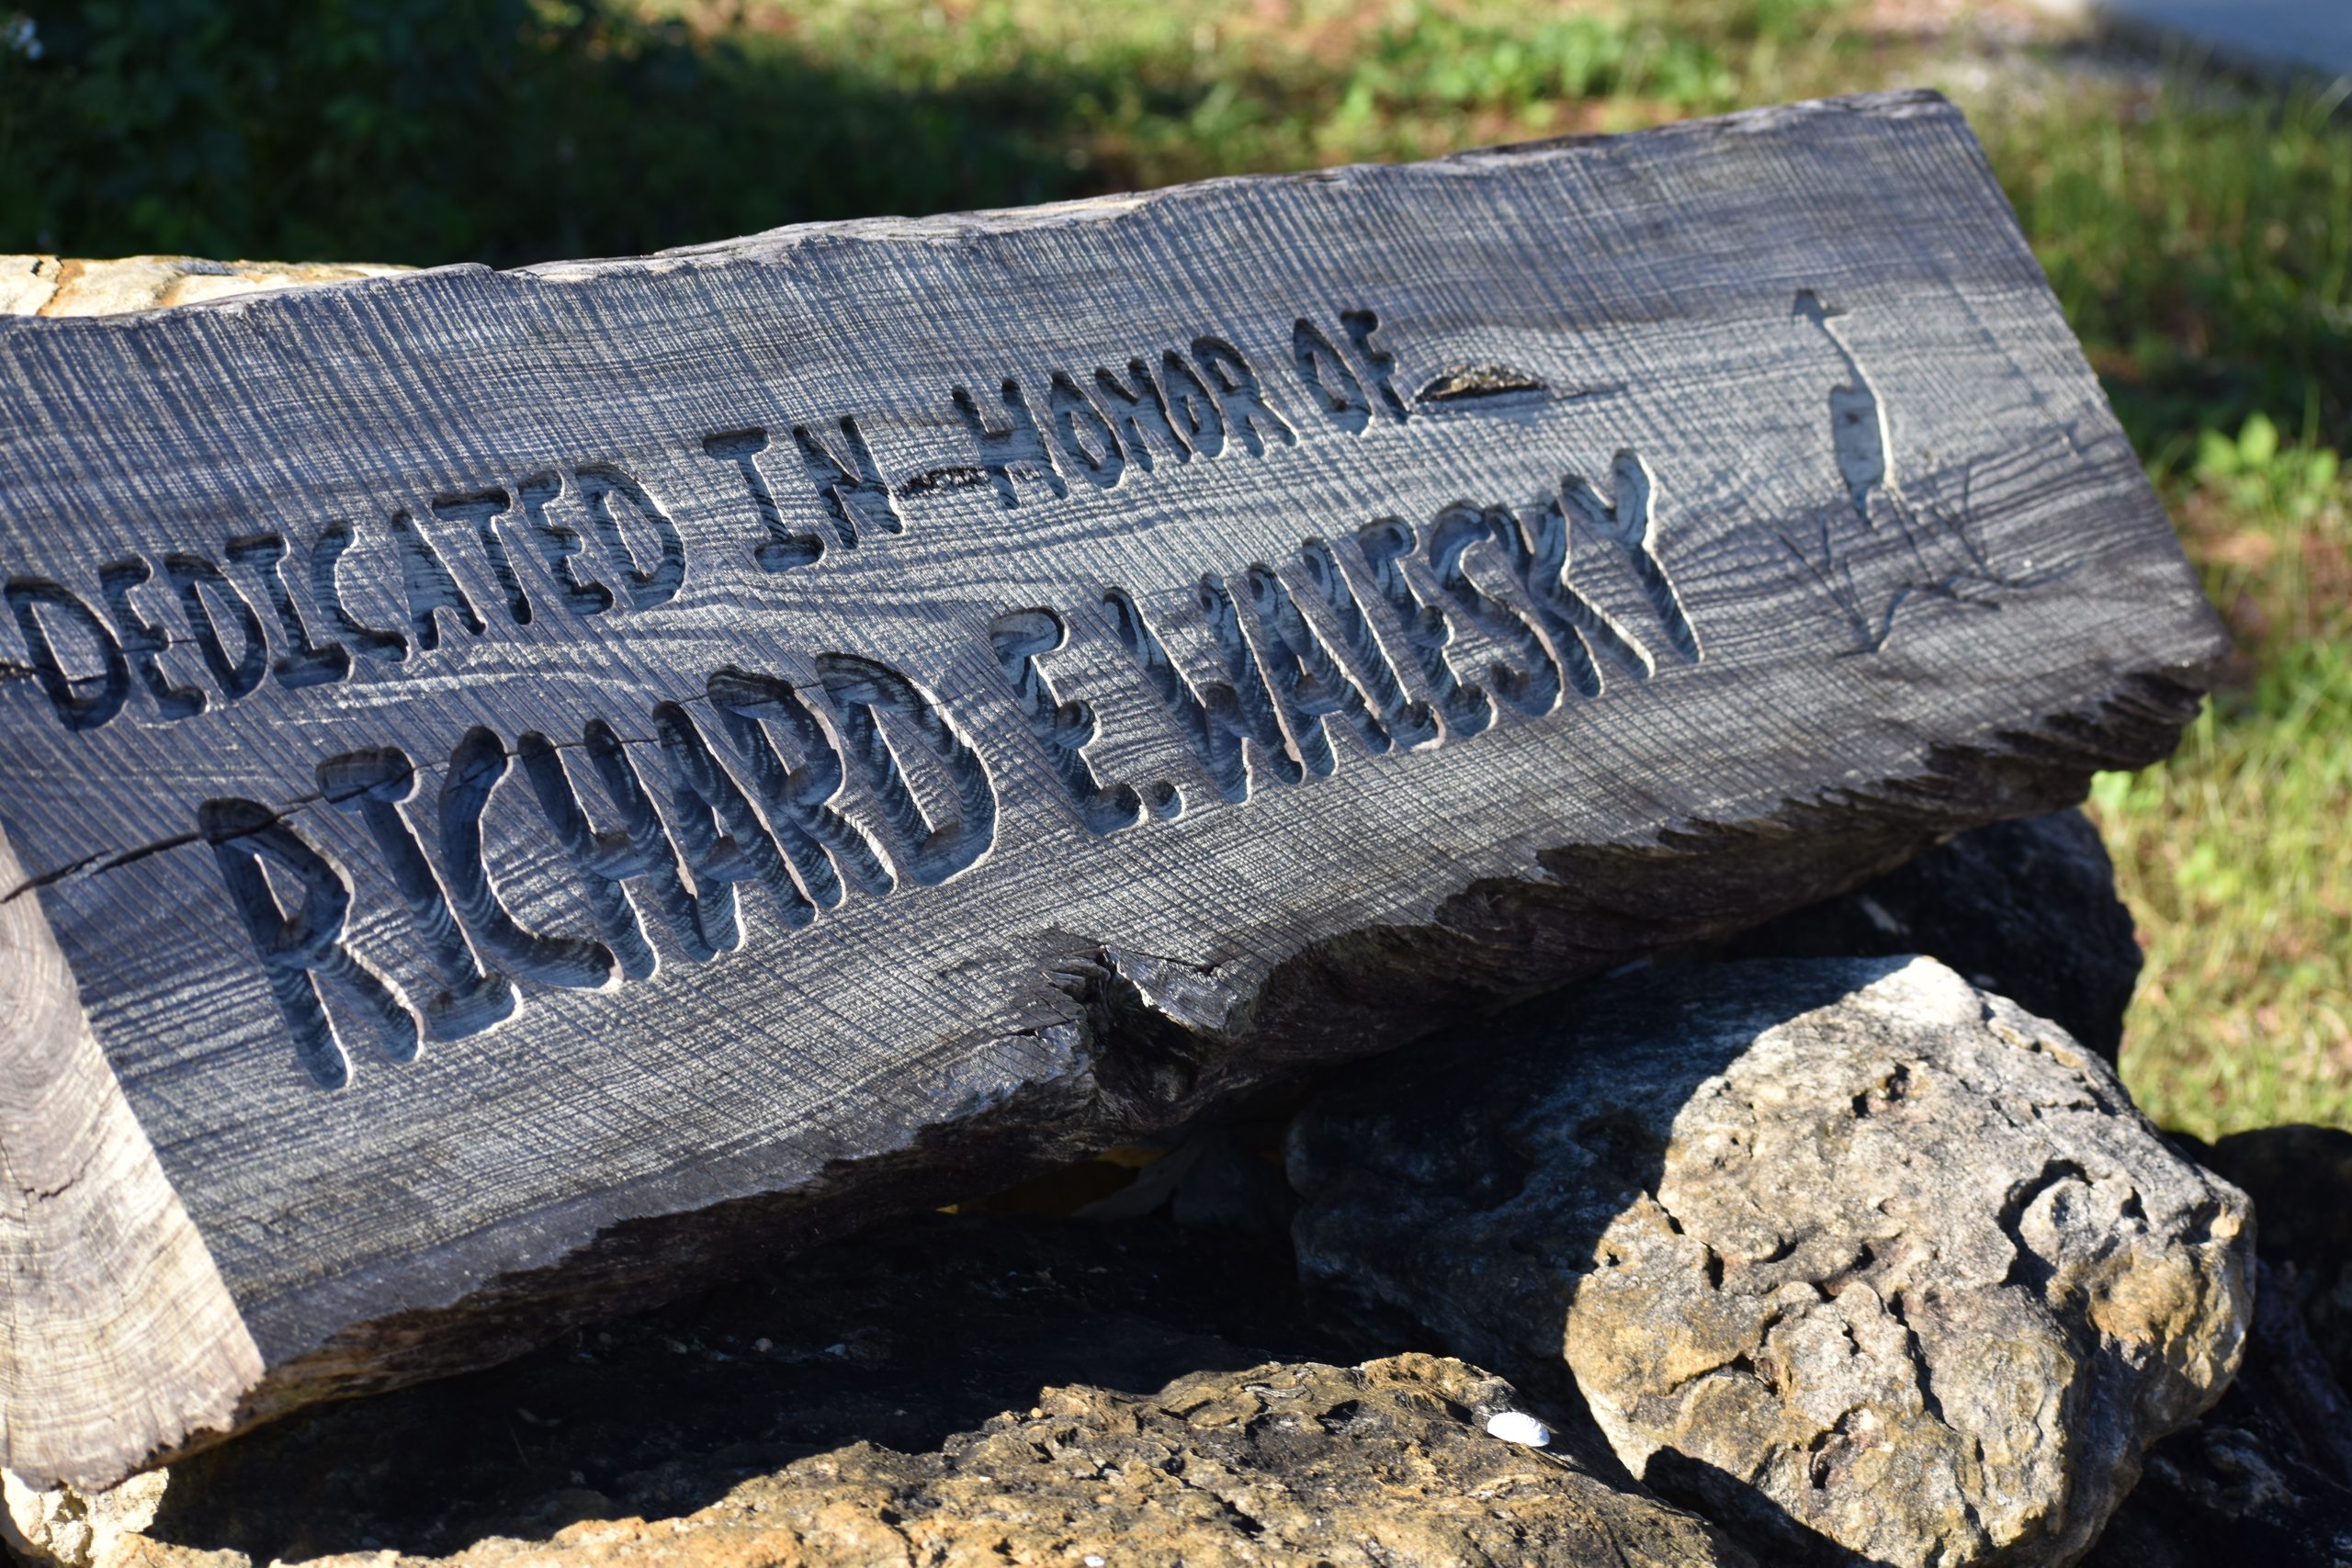 DEDICATED IN HONOR OF
RICHARD E. WALESKY